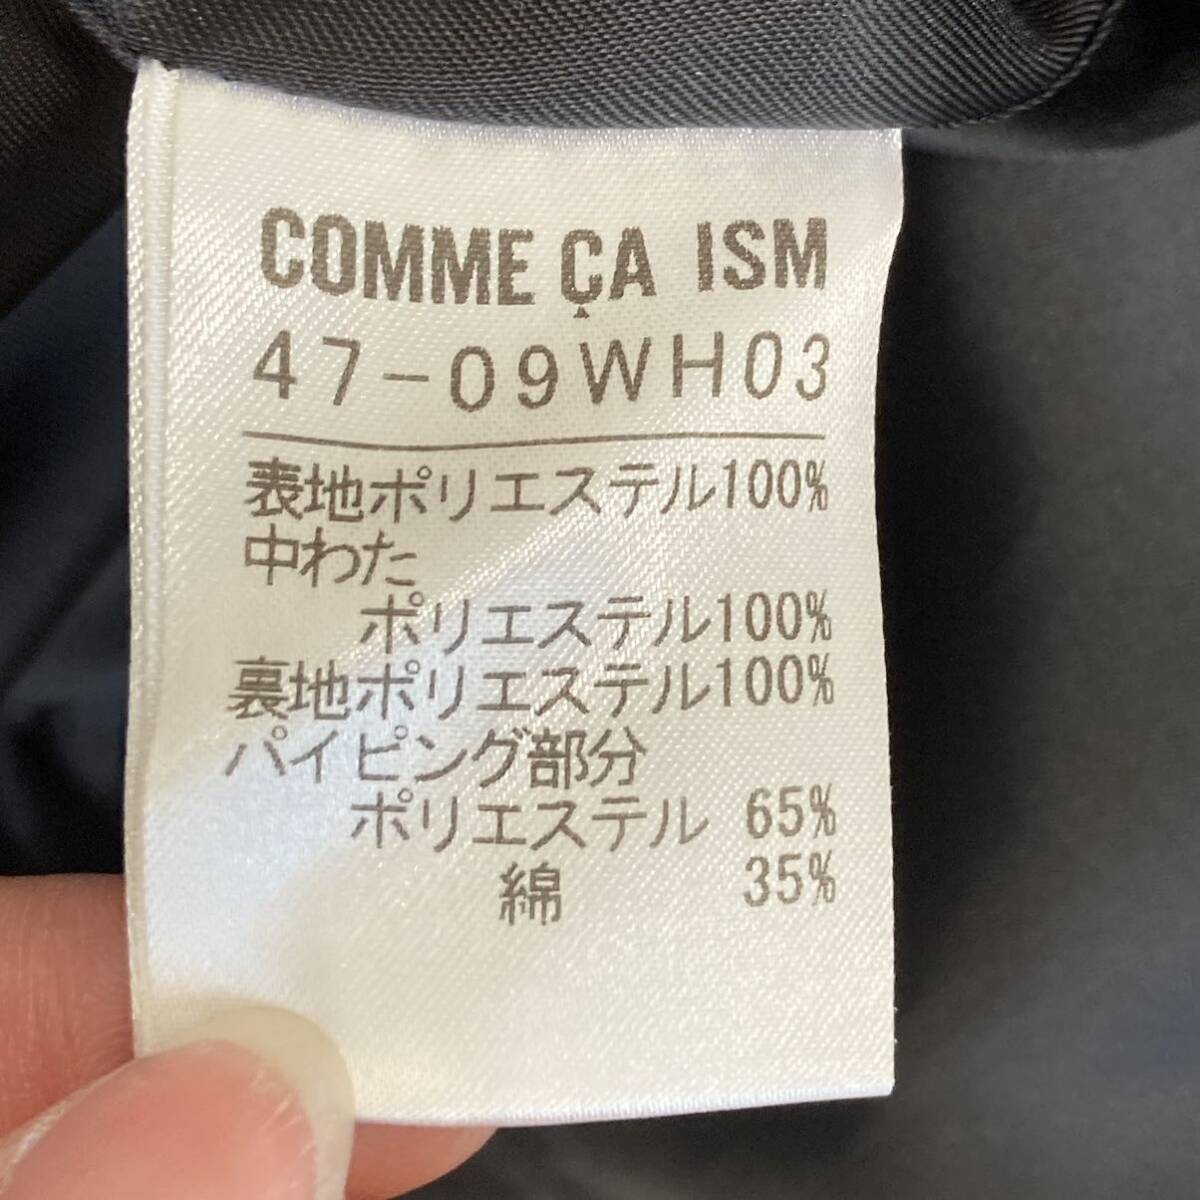 COMME ÇA ISM
47-09WH03
表地ポリエステル100%
中わた
ポリエステル100%
裏地ポリエステル100%
パイピング部分
ポリエステル 65%
綿 35%